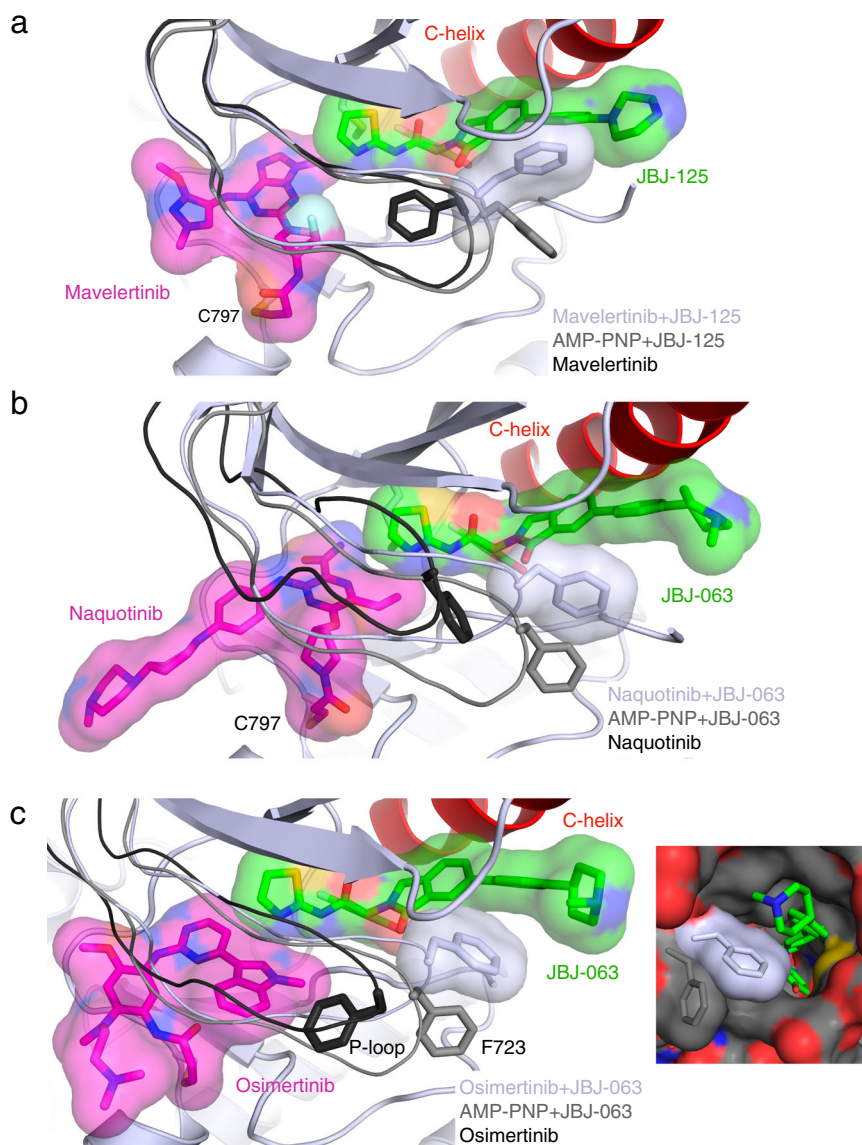 a
C-helix
JBJ-125
Mavelertinib
C797
Mavelertinib+JBJ-125
AMP-PNP+JBJ-125
Mavelertinib
b
C-helix
Naquotinib
JBJ-063
C797
Naquotinib+JBJ-063
AMP-PNP+JBJ-063
Naquotinib
c
C-helix
JBJ-063
P-loop
F723
Osimertinib
Osimertinib+JBJ-063
AMP-PNP+JBJ-063
Osimertinib